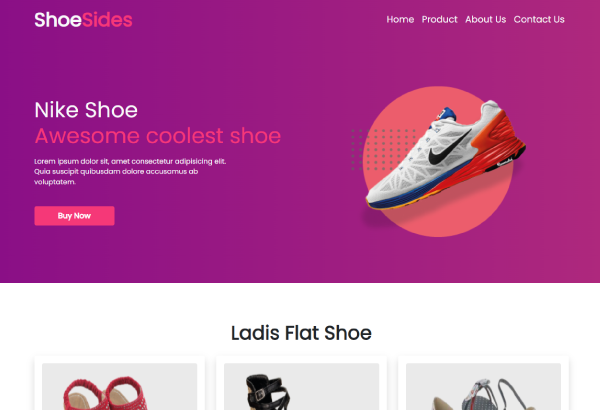 ShoeSides
Home Product About Us Contact Us
Nike Shoe
Awesome coolest shoe
Lorem ipsum dolor sit, amet consectetur adipisicing elit.
Quia suscipit quibusdam dolore accusamus ab
voluptatem.
Buy Now
Ladis Flat Shoe